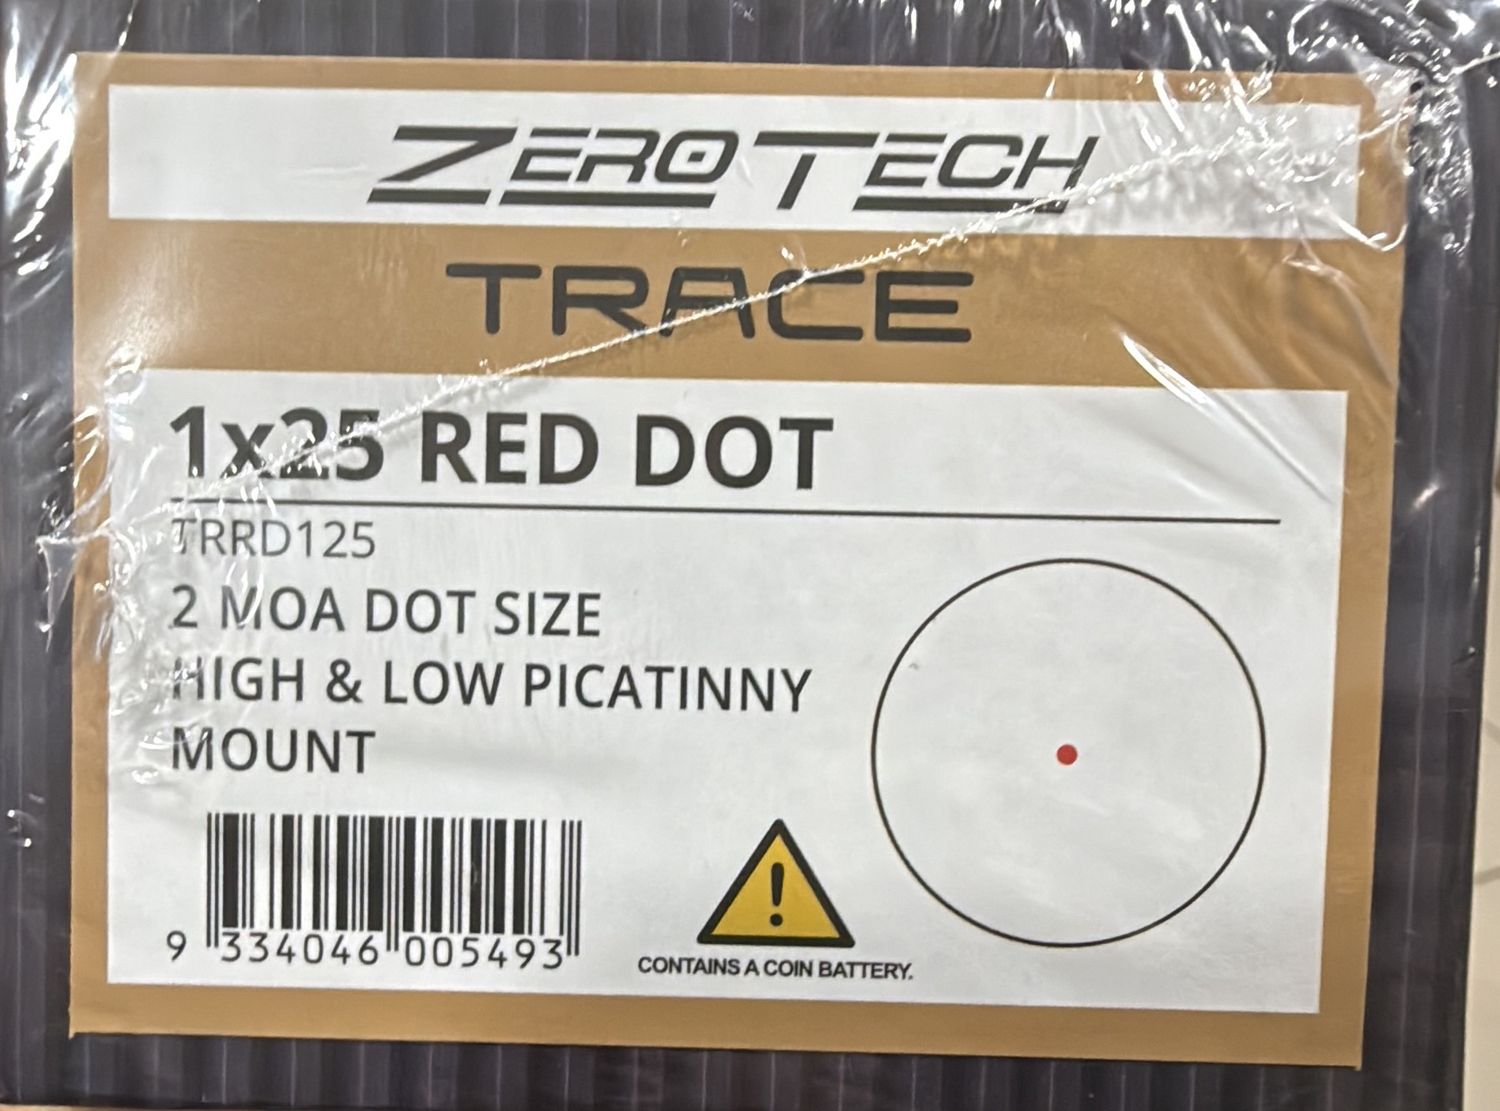 ZEROTECH
TRACE
1x25 RED DOT
TRRD125
2 MOA DOT SIZE
HIGH & LOW PICATINNY
MOUNT
9 334046 005493
CONTAINS A COIN BATTERY.